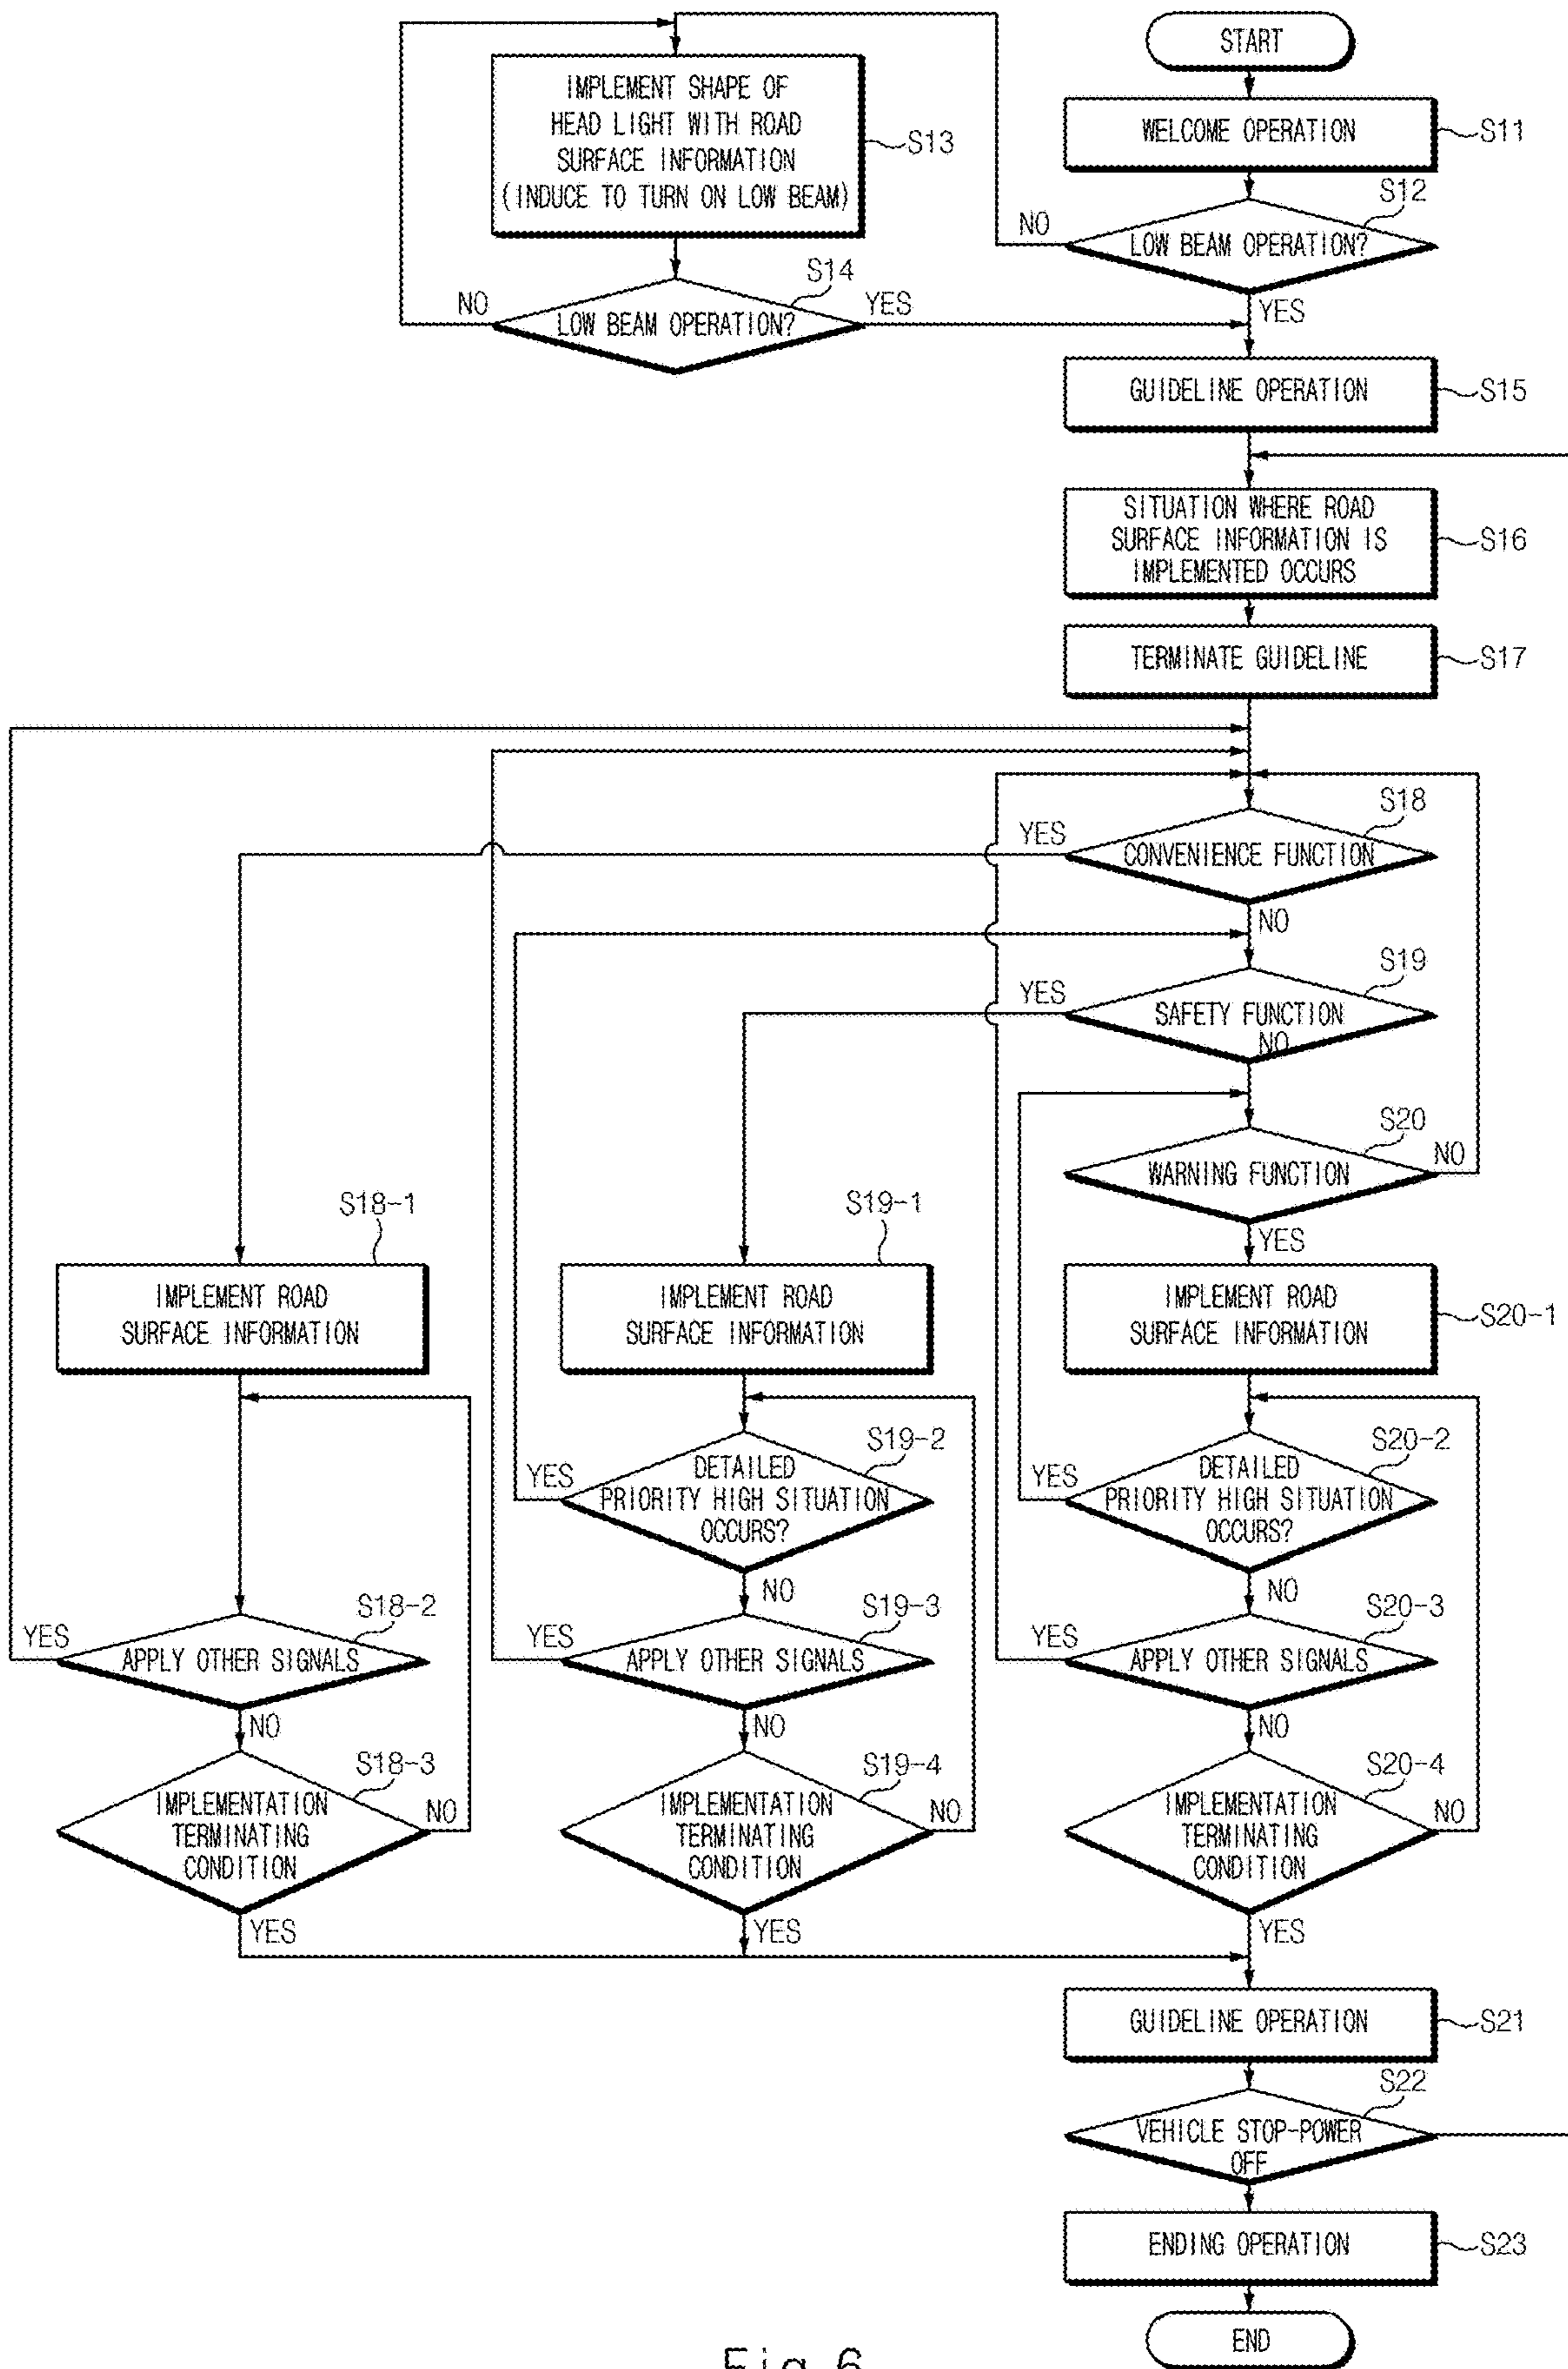 START
IMPLEMENT SHAPE OF
HEAD LIGHT WITH ROAD
SURFACE INFORMATION
(INDUCE TO TURN ON LOW BEAM)
S13
WELCOME OPERATION
S11
S12
NO
LOW BEAM OPERATION?
YES
S14
NO
LOW BEAM OPERATION?
YES
GUIDELINE OPERATION
S15
SITUATION WHERE ROAD
SURFACE INFORMATION IS
IMPLEMENTED OCCURS
S16
TERMINATE GUIDELINE
S17
S18
YES
CONVENIENCE FUNCTION
NO
S19
YES
SAFETY FUNCTION
NO
S20
WARNING FUNCTION
NO
YES
S18-1
IMPLEMENT ROAD
SURFACE INFORMATION
S19-1
IMPLEMENT ROAD
SURFACE INFORMATION
IMPLEMENT ROAD
SURFACE INFORMATION
S20-1
S19-2
YES
DETAILED
PRIORITY HIGH SITUATION
OCCURS?
NO
S20-2
YES
DETAILED
PRIORITY HIGH SITUATION
OCCURS?
NO
S18-2
YES
APPLY OTHER SIGNALS
NO
S19-3
YES
APPLY OTHER SIGNALS
NO
S20-3
YES
APPLY OTHER SIGNALS
NO
S18-3
IMPLEMENTATION
TERMINATING
CONDITION
NO
YES
S19-4
IMPLEMENTATION
TERMINATING
CONDITION
NO
YES
S20-4
IMPLEMENTATION
TERMINATING
CONDITION
NO
YES
GUIDELINE OPERATION
S21
S22
VEHICLE STOP-POWER
OFF
ENDING OPERATION
S23
END
Fig.6